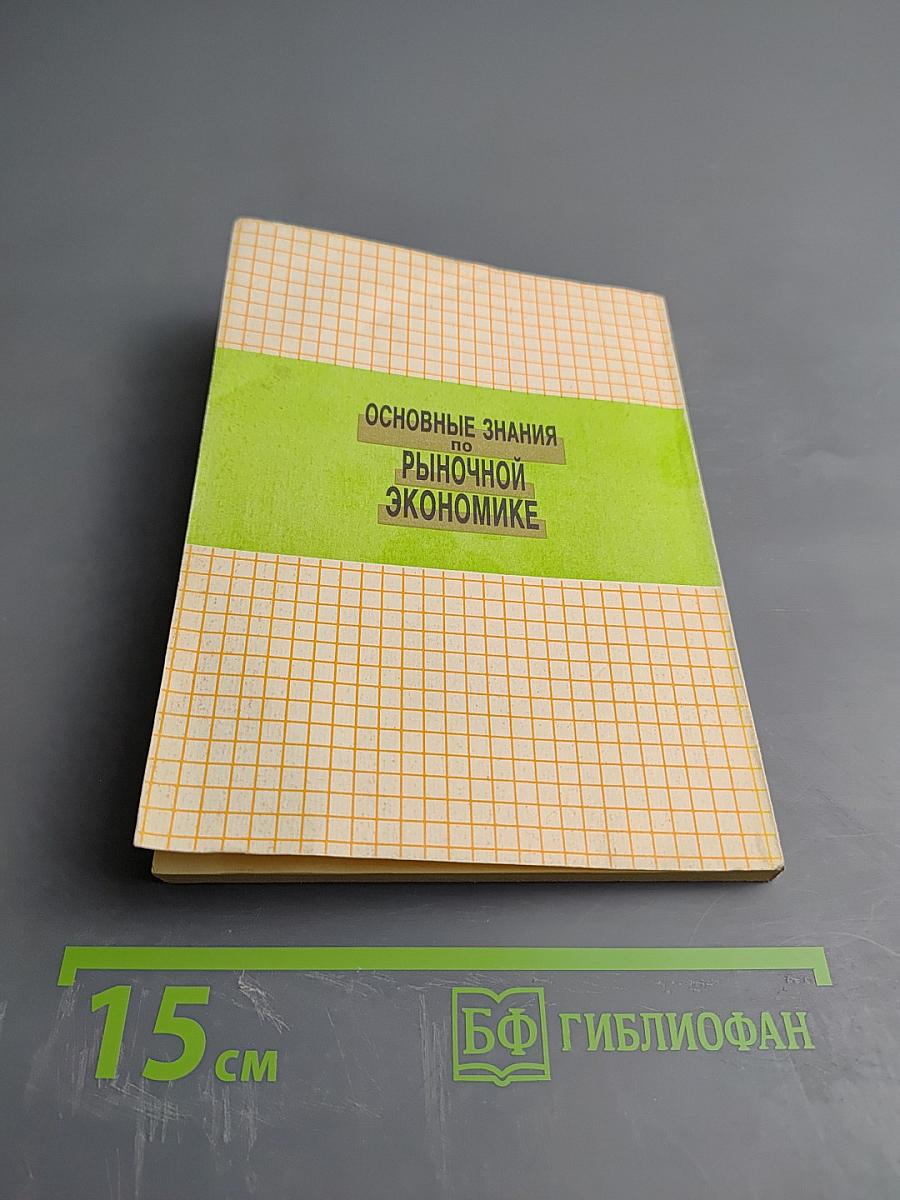 ОСНОВНЫЕ ЗНАНИЯ
ПО
РЫНОЧНОЙ
ЭКОНОМИКЕ
15 см
БФ ГИБЛИОФАН